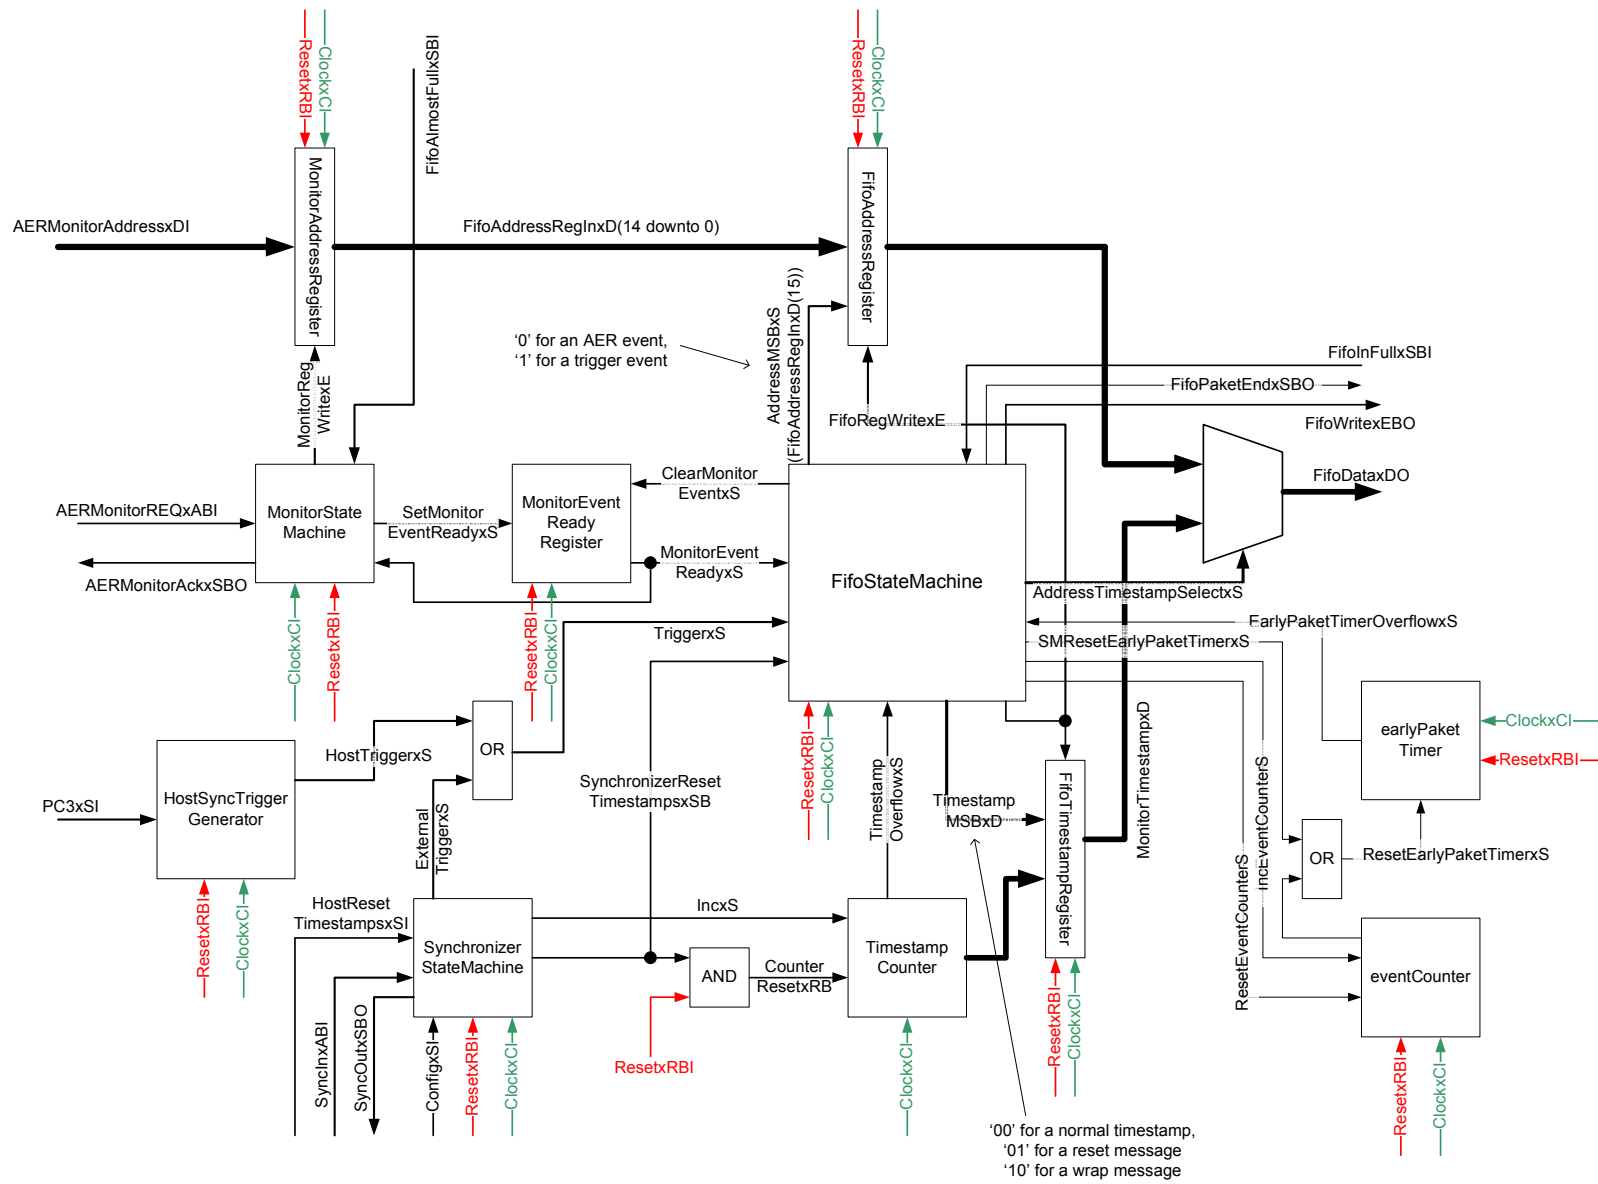 ResetxRBI
ClockxCI
FifoAlmostFullxSBI
ResetxRBI
ClockxCI
MonitorAddressRegister
FifoAddressRegister
AERMonitorAddressxDI
FifoAddressRegInxD(14 downto 0)
AddressMSBxS
(FifoAddressRegInxD(15))
'0' for an AER event,
'1' for a trigger event
FifoInFullxSBI
FifoPaketEndxSBO
FifoWritexEBO
MonitorReg
WritexE
FifoRegWritexE
FifoDataxDO
ClearMonitor
EventxS
AERMonitorREQxABI
MonitorState
Machine
SetMonitor
EventReadyxS
MonitorEvent
Ready
Register
MonitorEvent
ReadyxS
AERMonitorAckxSBO
FifoStateMachine
AddressTimestampSelectxS
EarlyPaketTimerOverflowxS
SMResetEarlyPaketTimerxS
TriggerxS
ClockxCI
ResetxRBI
ResetxRBI
ClockxCI
OR
HostTriggerxS
HostSyncTrigger
Generator
PC3xSI
SynchronizerReset
TimestampsxSB
ResetxRBI
ClockxCI
Timestamp
OverflowxS
Timestamp
MSBxD
FifoTimestampRegister
MonitorTimestampxD
earlyPaket
Timer
ClockxCI
ResetxRBI
IncEventCounterS
ResetEventCounterS
OR
ResetEarlyPaketTimerxS
External
TriggerxS
ResetxRBI
ClockxCI
HostReset
TimestampsxSI
Synchronizer
StateMachine
IncxS
AND
Counter
ResetxRB
Timestamp
Counter
eventCounter
SyncInxABI
SyncOutxSBO
ConfigxSI
ResetxRBI
ClockxCI
ResetxRBI
ClockxCI
ResetxRBI
ClockxCI
ResetxRBI
ClockxCI
'00' for a normal timestamp,
'01' for a reset message
'10' for a wrap message